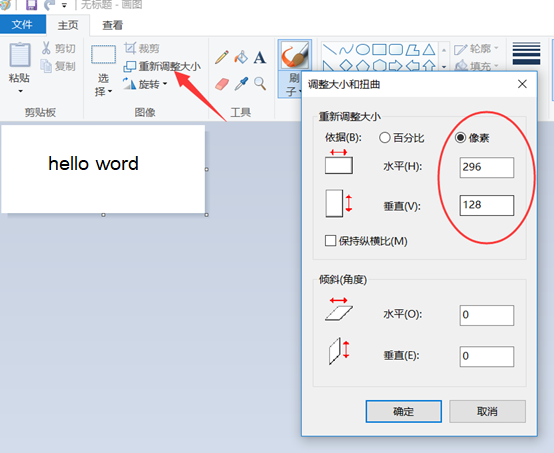 无标题 - 画图
文件 主页 查看
粘贴
剪切
复制
剪贴板
选择
裁剪
重新调整大小
旋转
图像
A
工具
刷子
轮廓
填充
hello word
调整大小和扭曲
重新调整大小
依据(B): 百分比 像素
水平(H): 296
垂直(V): 128
保持纵横比(M)
倾斜(角度)
水平(O): 0
垂直(E): 0
确定 取消